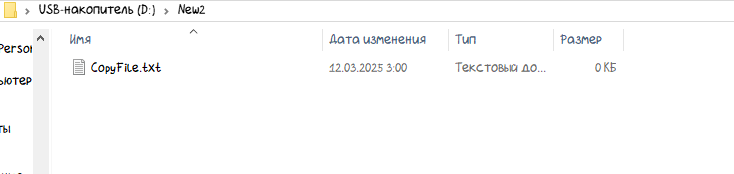 USB-накопитель (D:) > New2
Имя Дата изменения Тип Размер
CopyFile.txt 12.03.2025 3:00 Текстовый до... 0 КБ